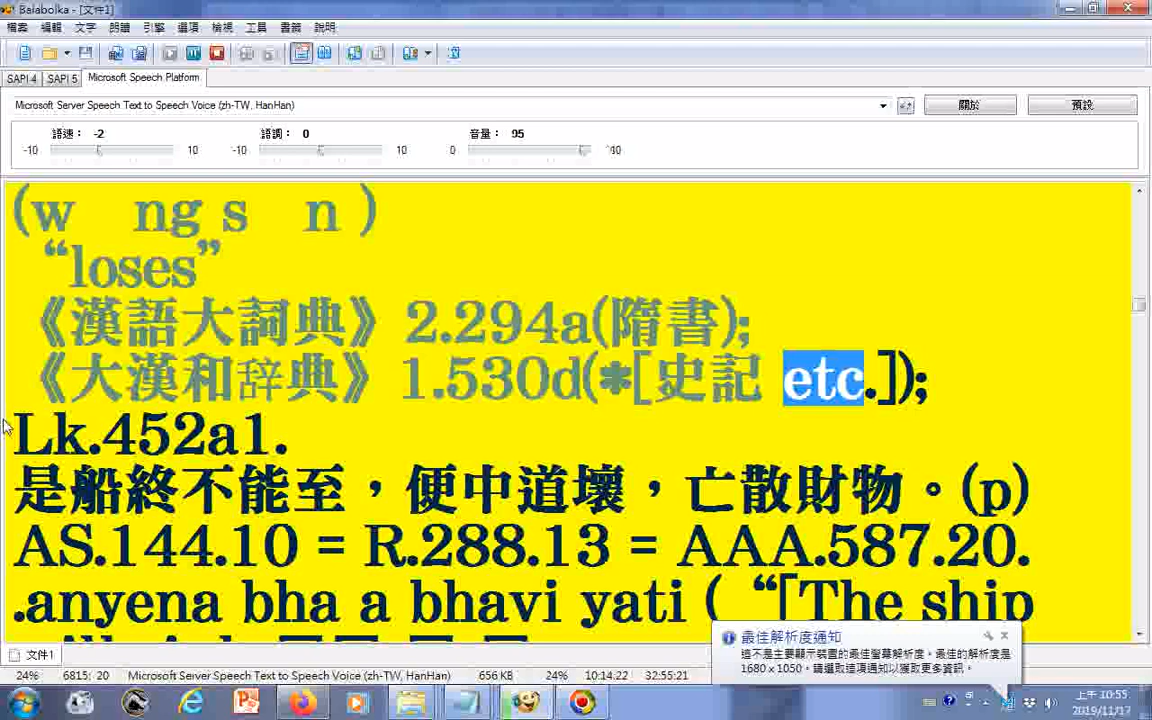 Balabolka - [文件1]
檔案 編輯 文字 朗讀 引擎 選項 檢視 工具 書籤 說明
SAPI 4 SAPI 5 Microsoft Speech Platform
Microsoft Server Speech Text to Speech Voice (zh-TW, HanHan) 關於 預設
語速： -2 語調： 0 音量： 95
-10 10 -10 10 0
(w ng s n )
“loses”
《漢語大詞典》 2.294a(隋書);
《大漢和辞典》 1.530d(*[史記 etc.]);
Lk.452a1.
是船終不能至，便中道壞，亡散財物。(p)
AS.144.10 = R.288.13 = AAA.587.20.
.anyena bha a bhavi yati ( “[The ship
最佳解析度通知
這不是主要顯示裝置的最佳螢幕解析度。最佳的解析度是
1680 x 1050。請選取這項通知以獲取更多資訊。
文件1
24% 6815: 20 Microsoft Server Speech Text to Speech Voice (zh-TW, HanHan) 656 KB 24% 10:14.22 32:55:21
上午 10:55
2019/11/17